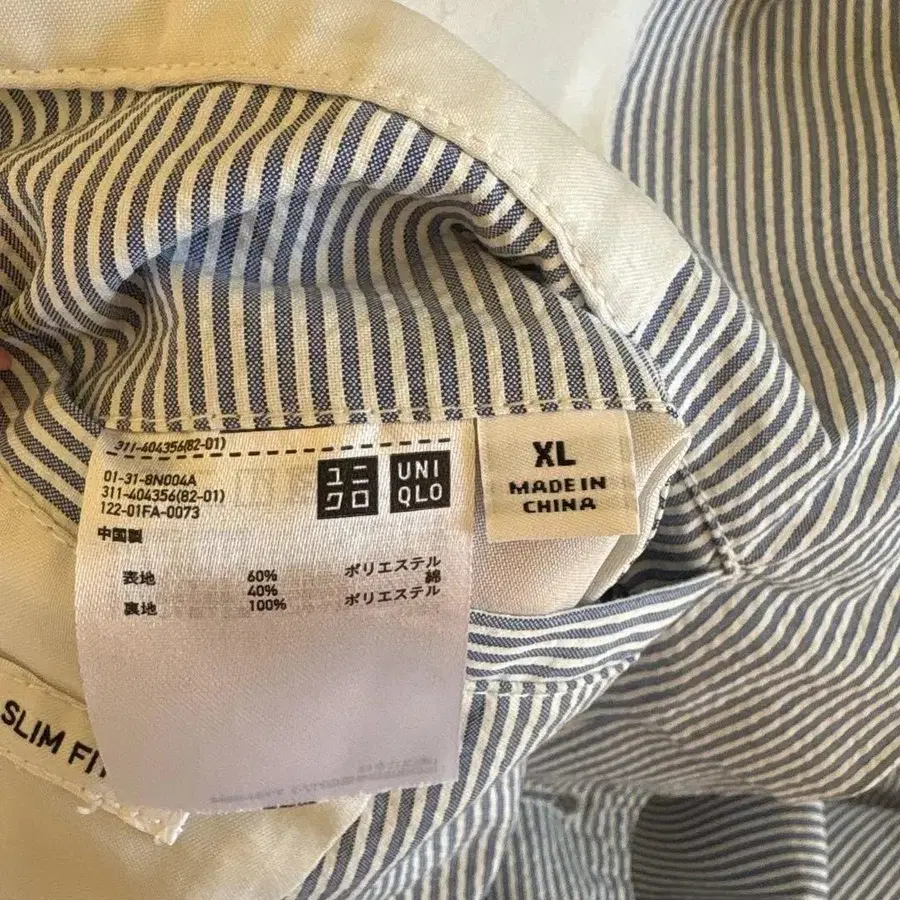 311-404356(82-01)
01-31-8N004A
311-404356(82-01)
122-01FA-0073
中国製
ユニ
クロ
UNI
QLO
XL
MADE IN
CHINA
表地 60% ポリエステル
40% 綿
裏地 100% ポリエステル
SLIM FIT